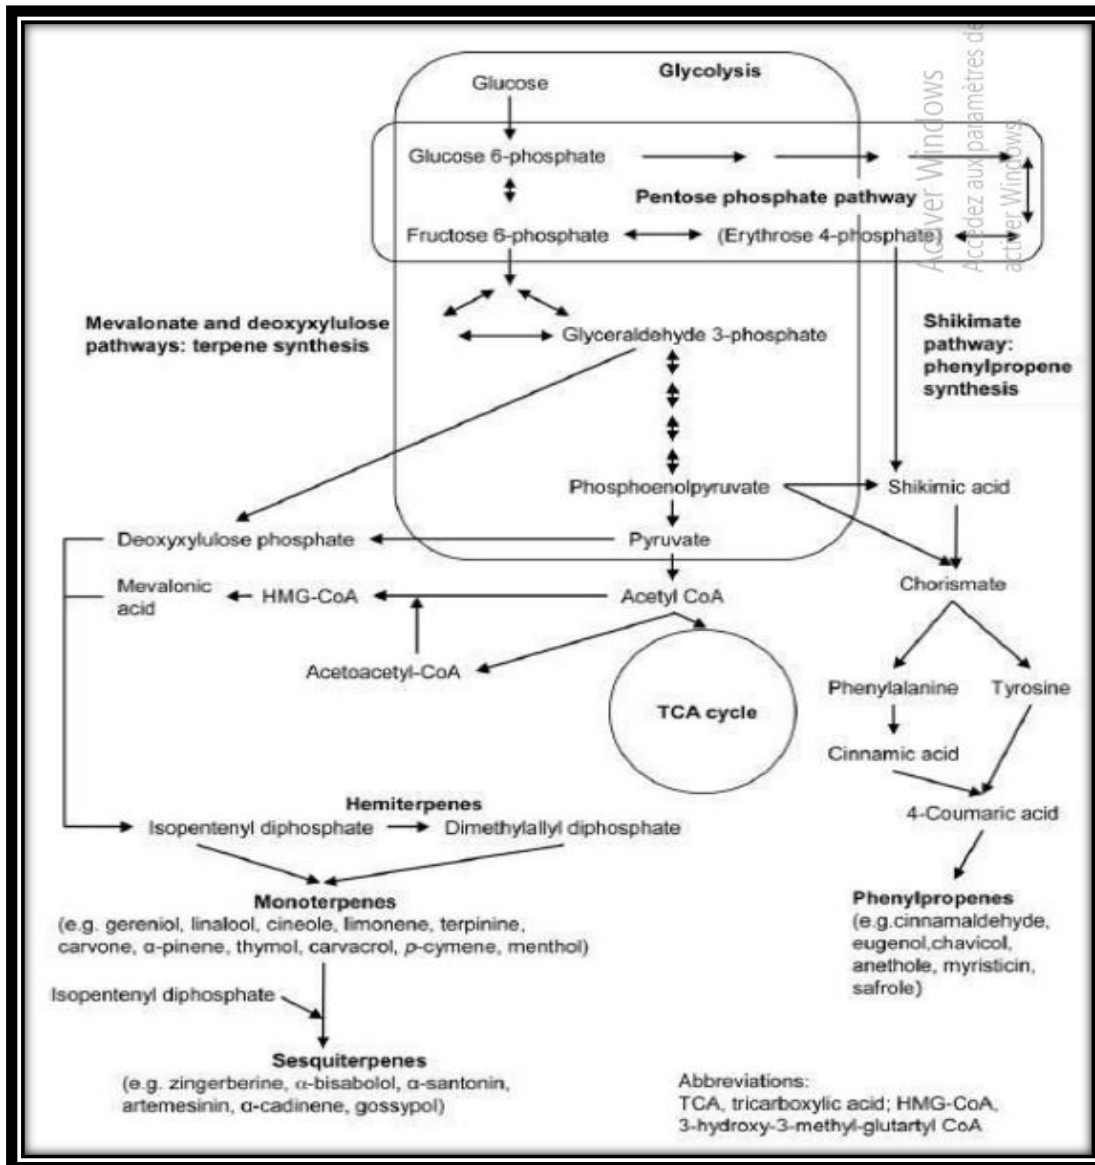 Glycolysis
Glucose
Glucose 6-phosphate
Pentose phosphate pathway
Fructose 6-phosphate
(Erythrose 4-phosphate)
Activer Windows
Accédez aux paramètres de
activer Windows.
Mevalonate and deoxyxylulose
pathways: terpene synthesis
Glyceraldehyde 3-phosphate
Shikimate
pathway:
phenylpropene
synthesis
Phosphoenolpyruvate
Shikimic acid
Deoxyxylulose phosphate
Pyruvate
Mevalonic
acid
HMG-CoA
Acetyl CoA
Chorismate
Acetoacetyl-CoA
TCA cycle
Phenylalanine
Tyrosine
Cinnamic acid
4-Coumaric acid
Hemiterpenes
Isopentenyl diphosphate
Dimethylallyl diphosphate
Monoterpenes
(e.g. gereniol, linalool, cineole, limonene, terpinine,
carvone, α-pinene, thymol, carvacrol, p-cymene, menthol)
Phenylpropenes
(e.g.cinnamaldehyde,
eugenol,chavicol,
anethole, myristicin,
safrole)
Isopentenyl diphosphate
Sesquiterpenes
(e.g. zingerberine, α-bisabolol, α-santonin,
artemesinin, α-cadinene, gossypol)
Abbreviations:
TCA, tricarboxylic acid; HMG-CoA,
3-hydroxy-3-methyl-glutartyl CoA